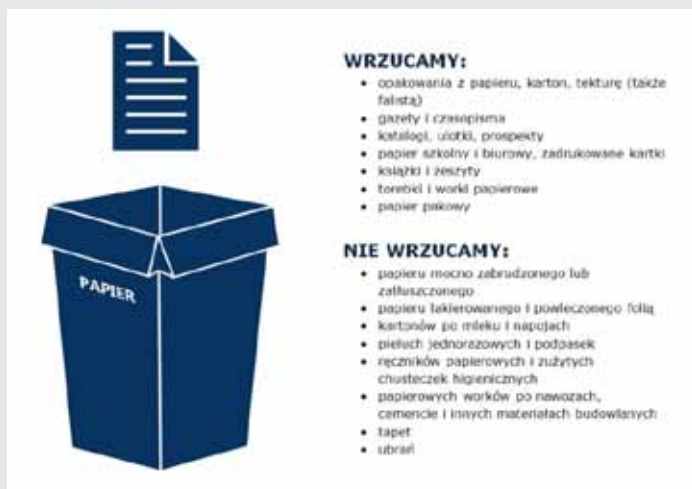 WRZUCAMY:
• opakowania z papieru, karton, tekturę (także
falistą)
• gazety i czasopisma
• katalogi, ulotki, prospekty
• papier szkolny i biurowy, zadrukowane kartki
• książki i zeszyty
• torebki i worki papierowe
• papier pakowy
PAPIER
NIE WRZUCAMY:
• papieru mocno zabrudzonego lub
zatłuszczonego
• papieru lakierowanego i powleczonego folią
• kartonów po mleku i napojach
• pieluch jednorazowych i podpasek
• ręczników papierowych i zużytych
chusteczek higienicznych
• papierowych worków po nawozach,
cemencie i innych materiałach budowlanych
• tapet
• ubrań